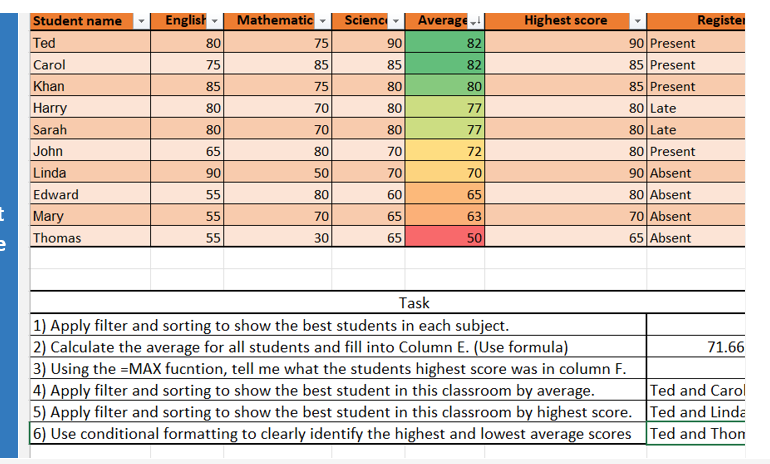 Student name English Mathematic Science Average Highest score Register
Ted 80 75 90 82 90 Present
Carol 75 85 85 82 85 Present
Khan 85 75 80 80 85 Present
Harry 80 70 80 77 80 Late
Sarah 80 70 80 77 80 Late
John 65 80 70 72 80 Present
Linda 90 50 70 70 90 Absent
Edward 55 80 60 65 80 Absent
t
Mary 55 70 65 63 70 Absent
e
Thomas 55 30 65 50 65 Absent
Task
1) Apply filter and sorting to show the best students in each subject.
2) Calculate the average for all students and fill into Column E. (Use formula) 71.66
3) Using the =MAX fucntion, tell me what the students highest score was in column F.
4) Apply filter and sorting to show the best student in this classroom by average. Ted and Carol
5) Apply filter and sorting to show the best student in this classroom by highest score. Ted and Linda
6) Use conditional formatting to clearly identify the highest and lowest average scores Ted and Thom